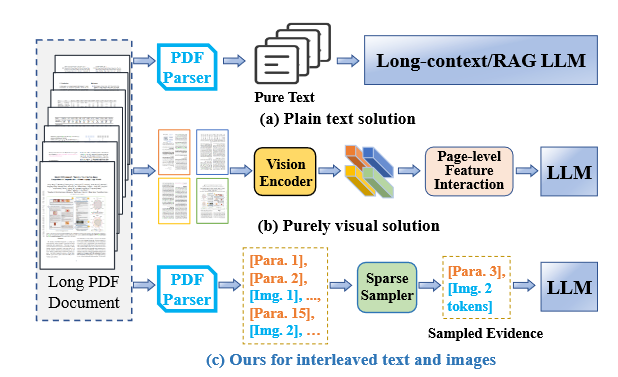 PDF
Parser
Pure Text
Long-context/RAG LLM
(a) Plain text solution
Vision
Encoder
Page-level
Feature
Interaction
LLM
(b) Purely visual solution
Long PDF
Document
PDF
Parser
[Para. 1],
[Para. 2],
[Img. 1], ...,
[Para. 15],
[Img. 2], ...
Sparse
Sampler
[Para. 3],
[Img. 2
tokens]
Sampled Evidence
LLM
(c) Ours for interleaved text and images